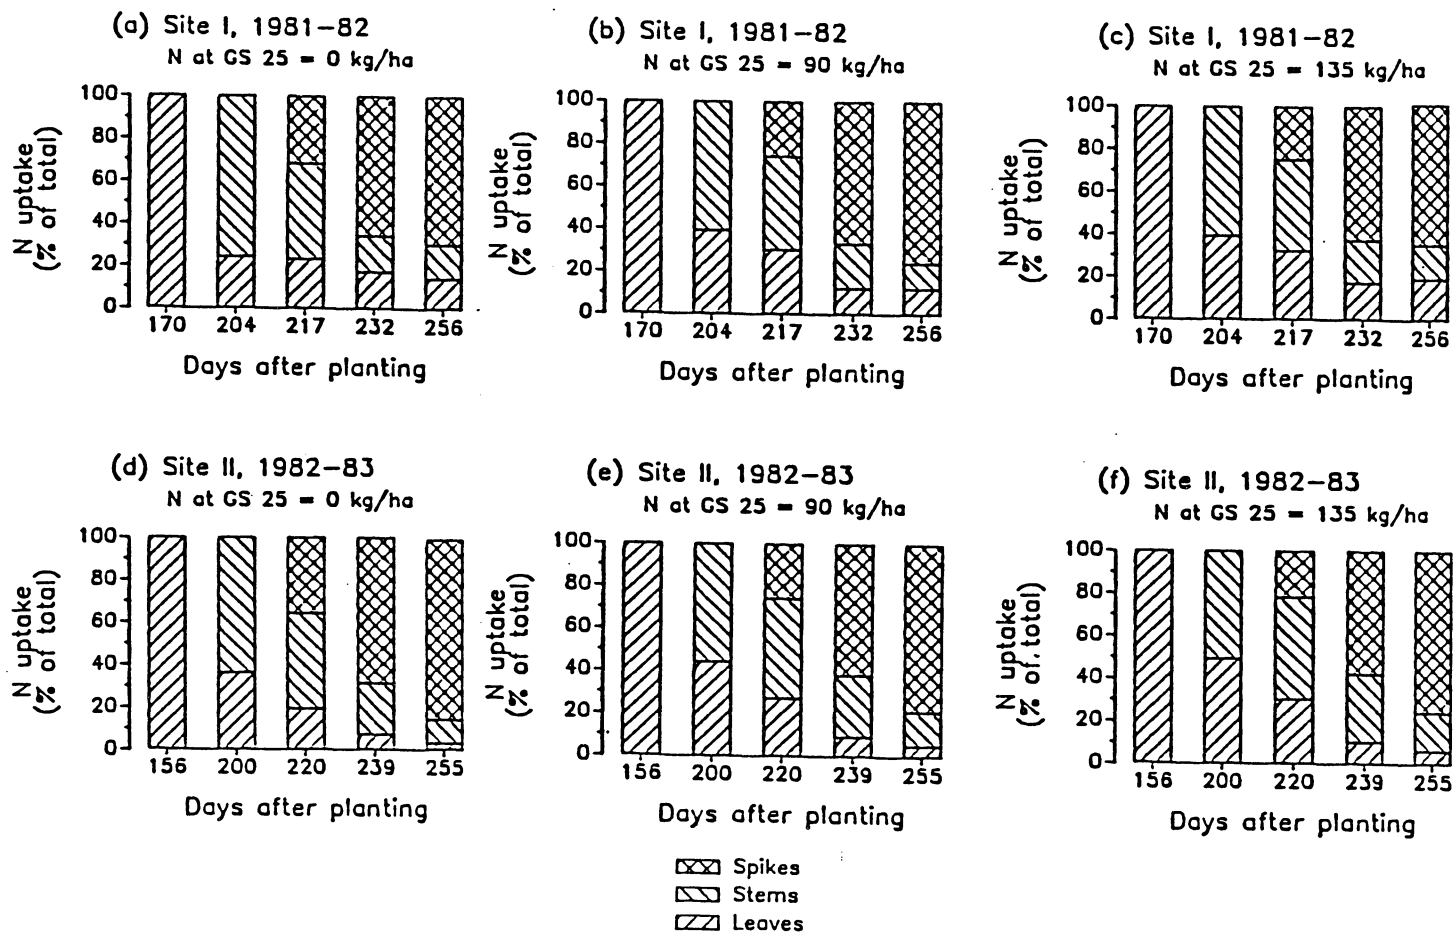 (a) Site I, 1981-82
N at GS 25 = 0 kg/ha
N uptake
(% of total)
100
80
60
40
20
0
170 204 217 232 256
Days after planting
(b) Site I, 1981-82
N at GS 25 = 90 kg/ha
N uptake
(% of total)
100
80
60
40
20
0
170 204 217 232 256
Days after planting
(c) Site I, 1981-82
N at GS 25 = 135 kg/ha
N uptake
(% of total)
100
80
60
40
20
0
170 204 217 232 256
Days after planting
(d) Site II, 1982-83
N at GS 25 = 0 kg/ha
N uptake
(% of total)
100
80
60
40
20
0
156 200 220 239 255
Days after planting
(e) Site II, 1982-83
N at GS 25 = 90 kg/ha
N uptake
(% of total)
100
80
60
40
20
0
156 200 220 239 255
Days after planting
(f) Site II, 1982-83
N at GS 25 = 135 kg/ha
N uptake
(% of total)
100
80
60
40
20
0
156 200 220 239 255
Days after planting
Spikes
Stems
Leaves